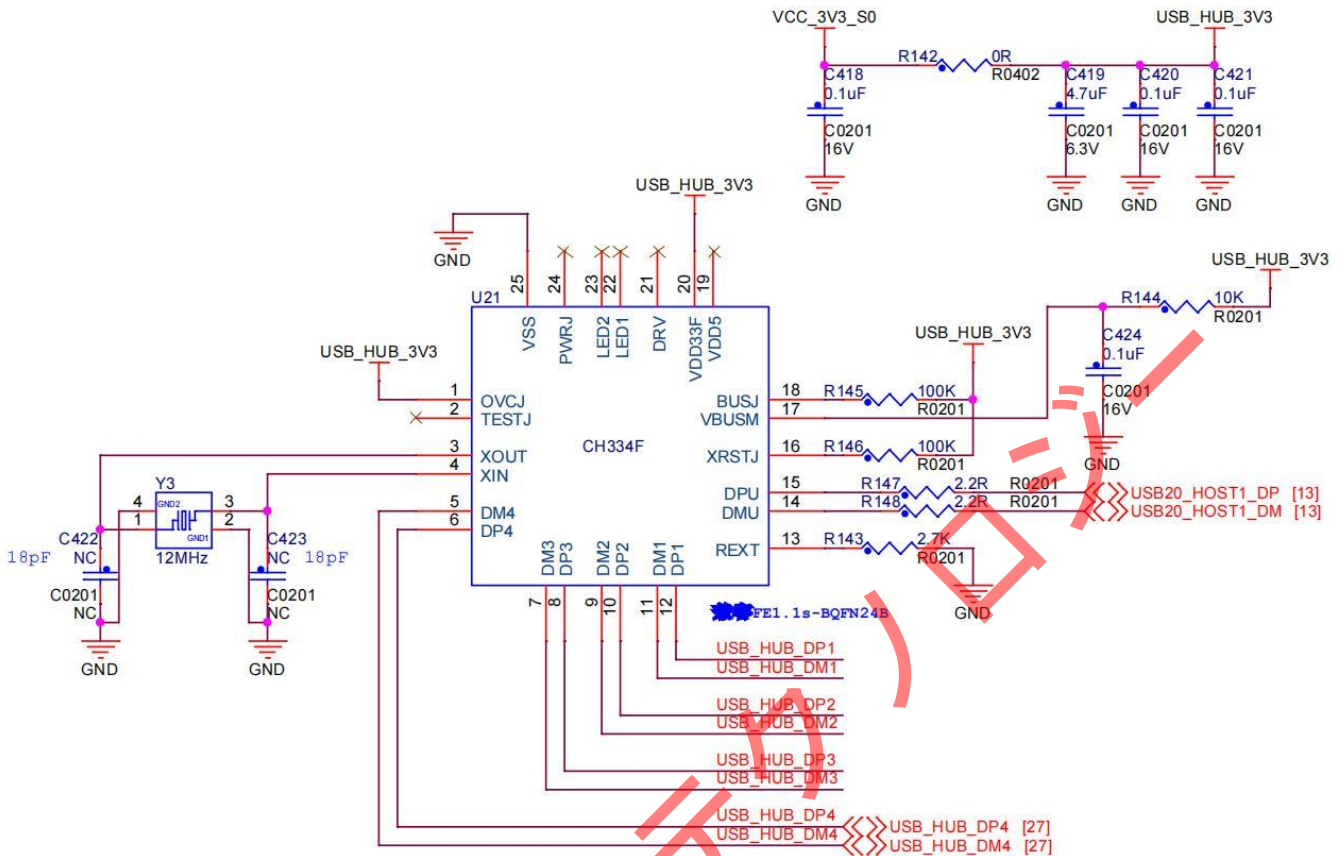 VCC_3V3_S0
USB_HUB_3V3
R142
0R
R0402
C418
0.1uF
C0201
16V
GND
C419
4.7uF
C0201
6.3V
GND
C420
0.1uF
C0201
16V
GND
C421
0.1uF
C0201
16V
GND
USB_HUB_3V3
GND
25
24
23
22
21
20
19
U21
VSS
PWRJ
LED2
LED1
DRV
VDD33F
VDD5
USB_HUB_3V3
R144
10K
R0201
C424
0.1uF
C0201
16V
GND
USB_HUB_3V3
USB_HUB_3V3
1
OVCJ
2
TESTJ
3
XOUT
4
XIN
5
DM4
6
DP4
CH334F
BUSJ
18
R145
100K
R0201
VBUSM
17
XRSTJ
16
R146
100K
R0201
DPU
15
R147
2.2R
R0201
USB20_HOST1_DP [13]
DMU
14
R148
2.2R
R0201
USB20_HOST1_DM [13]
REXT
13
R143
2.7K
R0201
GND
Y3
4
GND2
3
1
GND1
2
12MHz
C422
18pF
NC
C0201
NC
GND
C423
NC
18pF
C0201
NC
GND
DM3
DP3
DM2
DP2
DM1
DP1
7
8
9
10
11
12
FE1.1s-BQFN24B
USB_HUB_DP1
USB_HUB_DM1
USB_HUB_DP2
USB_HUB_DM2
USB_HUB_DP3
USB_HUB_DM3
USB_HUB_DP4
USB_HUB_DP4 [27]
USB_HUB_DM4
USB_HUB_DM4 [27]